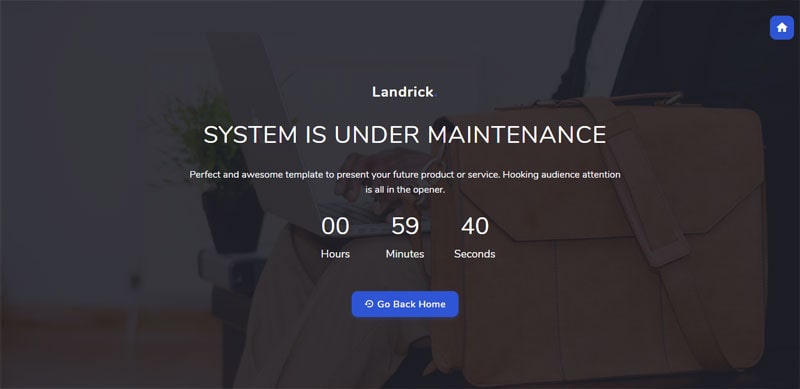 Landrick.
SYSTEM IS UNDER MAINTENANCE
Perfect and awesome template to present your future product or service. Hooking audience attention
is all in the opener.
00 59 40
Hours Minutes Seconds
Go Back Home